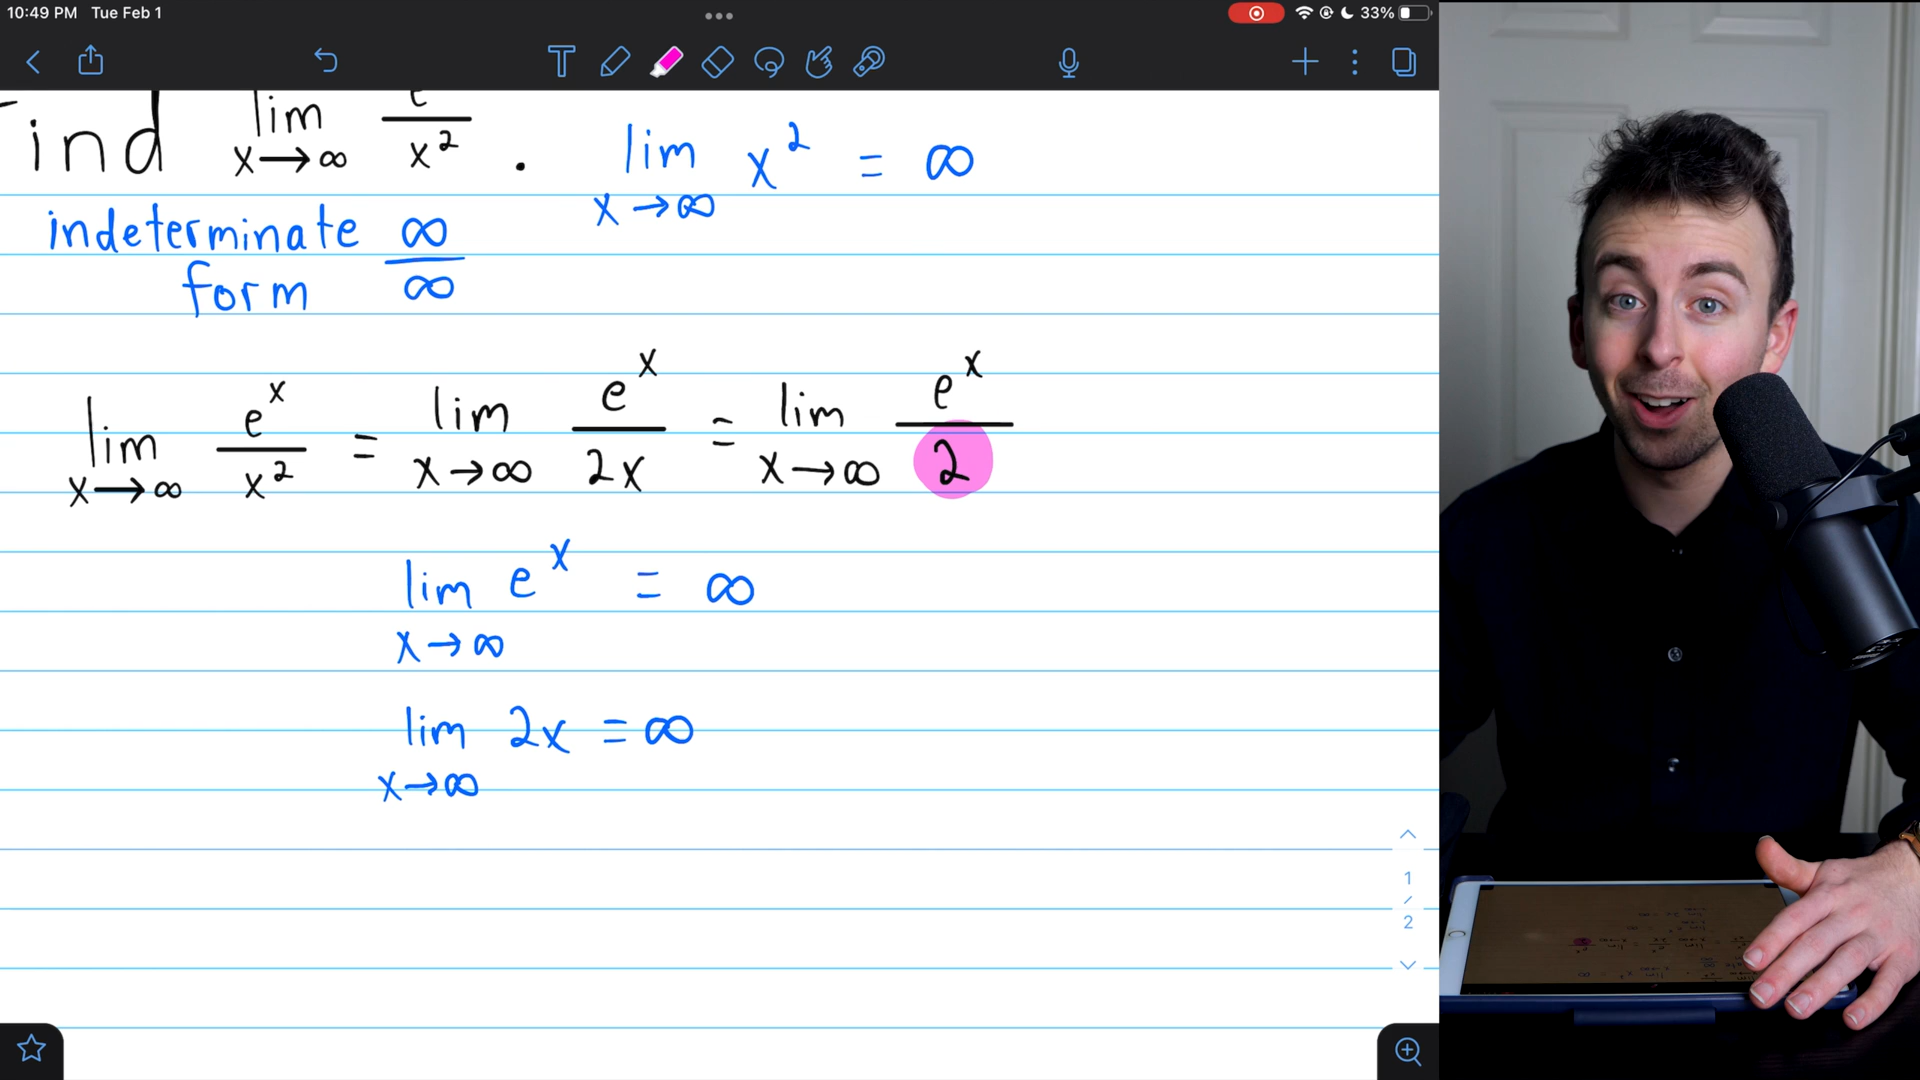 10:49 PM Tue Feb 1
33%
ind lim x→∞ e/x² . lim x→∞ x² = ∞
indeterminate ∞/∞
form
lim x→∞ eˣ/x² = lim x→∞ eˣ/2x = lim x→∞ eˣ/2
lim x→∞ eˣ = ∞
lim x→∞ 2x = ∞
1
/
2